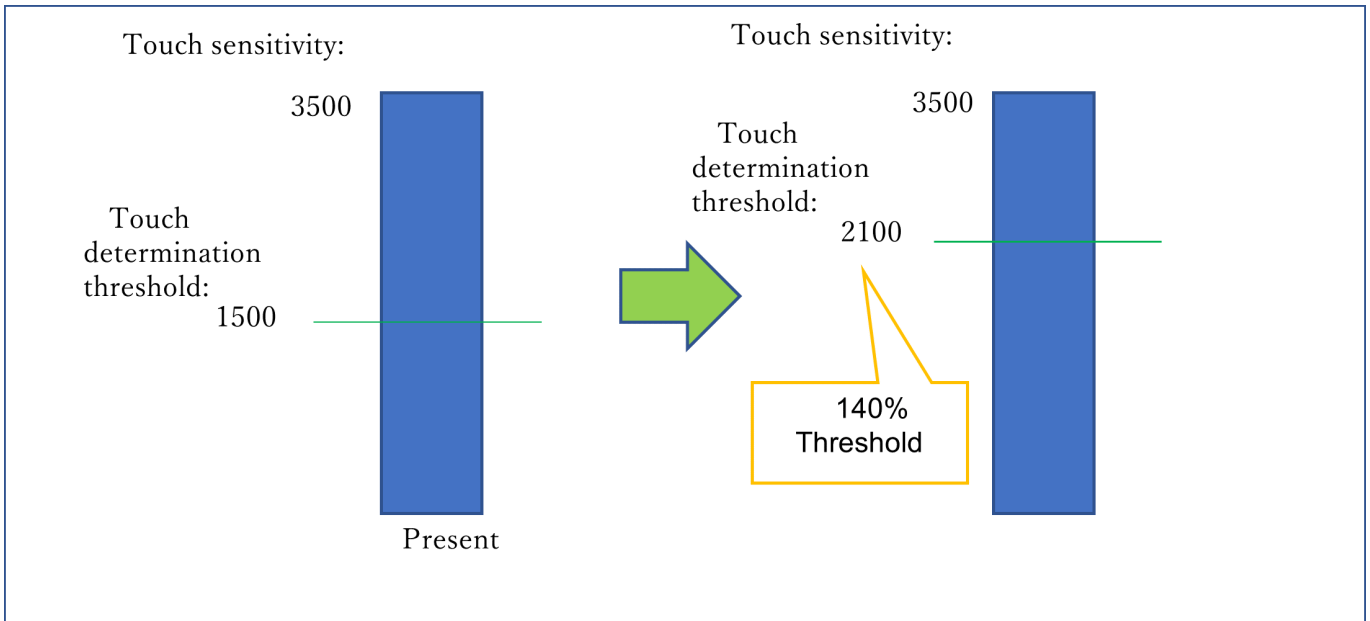 Touch sensitivity:
3500
Touch
determination
threshold:
1500
Present
Touch sensitivity:
3500
Touch
determination
threshold:
2100
140%
Threshold